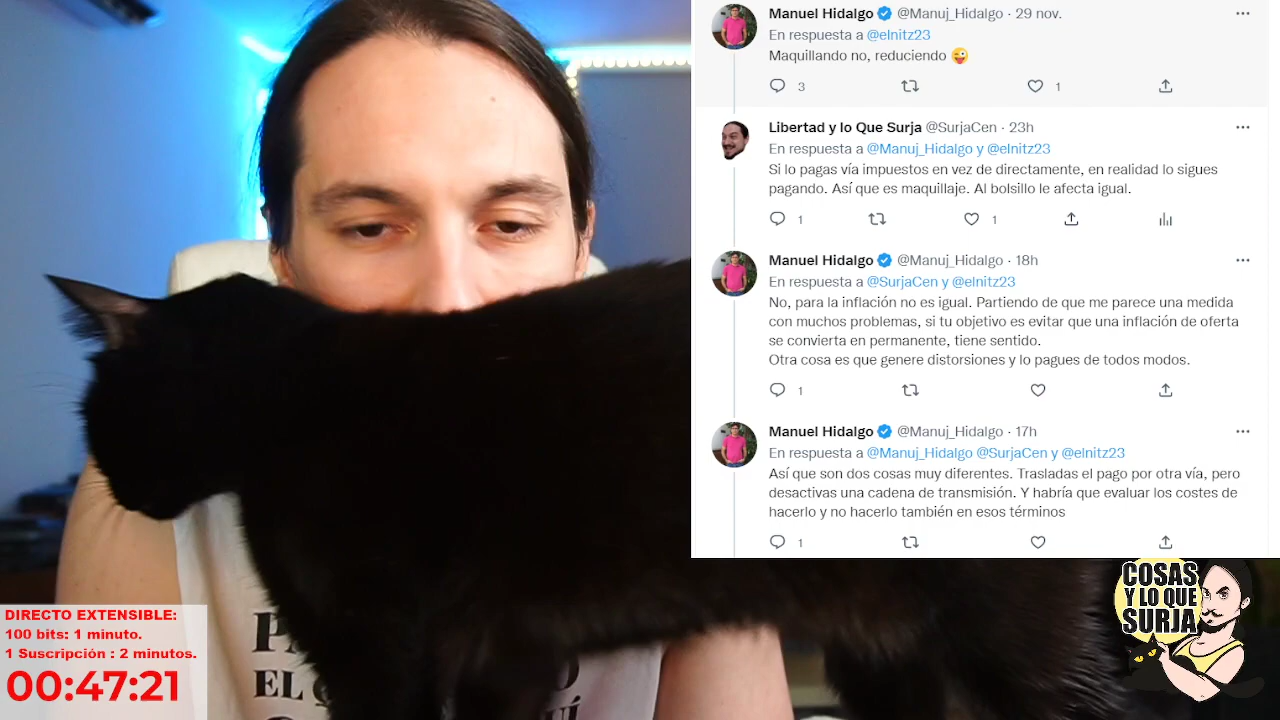 Manuel Hidalgo @Manuj_Hidalgo · 29 nov.
En respuesta a @elnitz23
Maquillando no, reduciendo 😜
3 1
Libertad y lo Que Surja @SurjaCen · 23h
En respuesta a @Manuj_Hidalgo y @elnitz23
Si lo pagas vía impuestos en vez de directamente, en realidad lo sigues
pagando. Así que es maquillaje. Al bolsillo le afecta igual.
1 1
Manuel Hidalgo @Manuj_Hidalgo · 18h
En respuesta a @SurjaCen y @elnitz23
No, para la inflación no es igual. Partiendo de que me parece una medida
con muchos problemas, si tu objetivo es evitar que una inflación de oferta
se convierta en permanente, tiene sentido.
Otra cosa es que genere distorsiones y lo pagues de todos modos.
1
Manuel Hidalgo @Manuj_Hidalgo · 17h
En respuesta a @Manuj_Hidalgo @SurjaCen y @elnitz23
Así que son dos cosas muy diferentes. Trasladas el pago por otra vía, pero
desactivas una cadena de transmisión. Y habría que evaluar los costes de
hacerlo y no hacerlo también en esos términos
1
COSAS
Y LO QUE
SURJA
DIRECTO EXTENSIBLE:
100 bits: 1 minuto.
1 Suscripción : 2 minutos.
00:47:21
EL